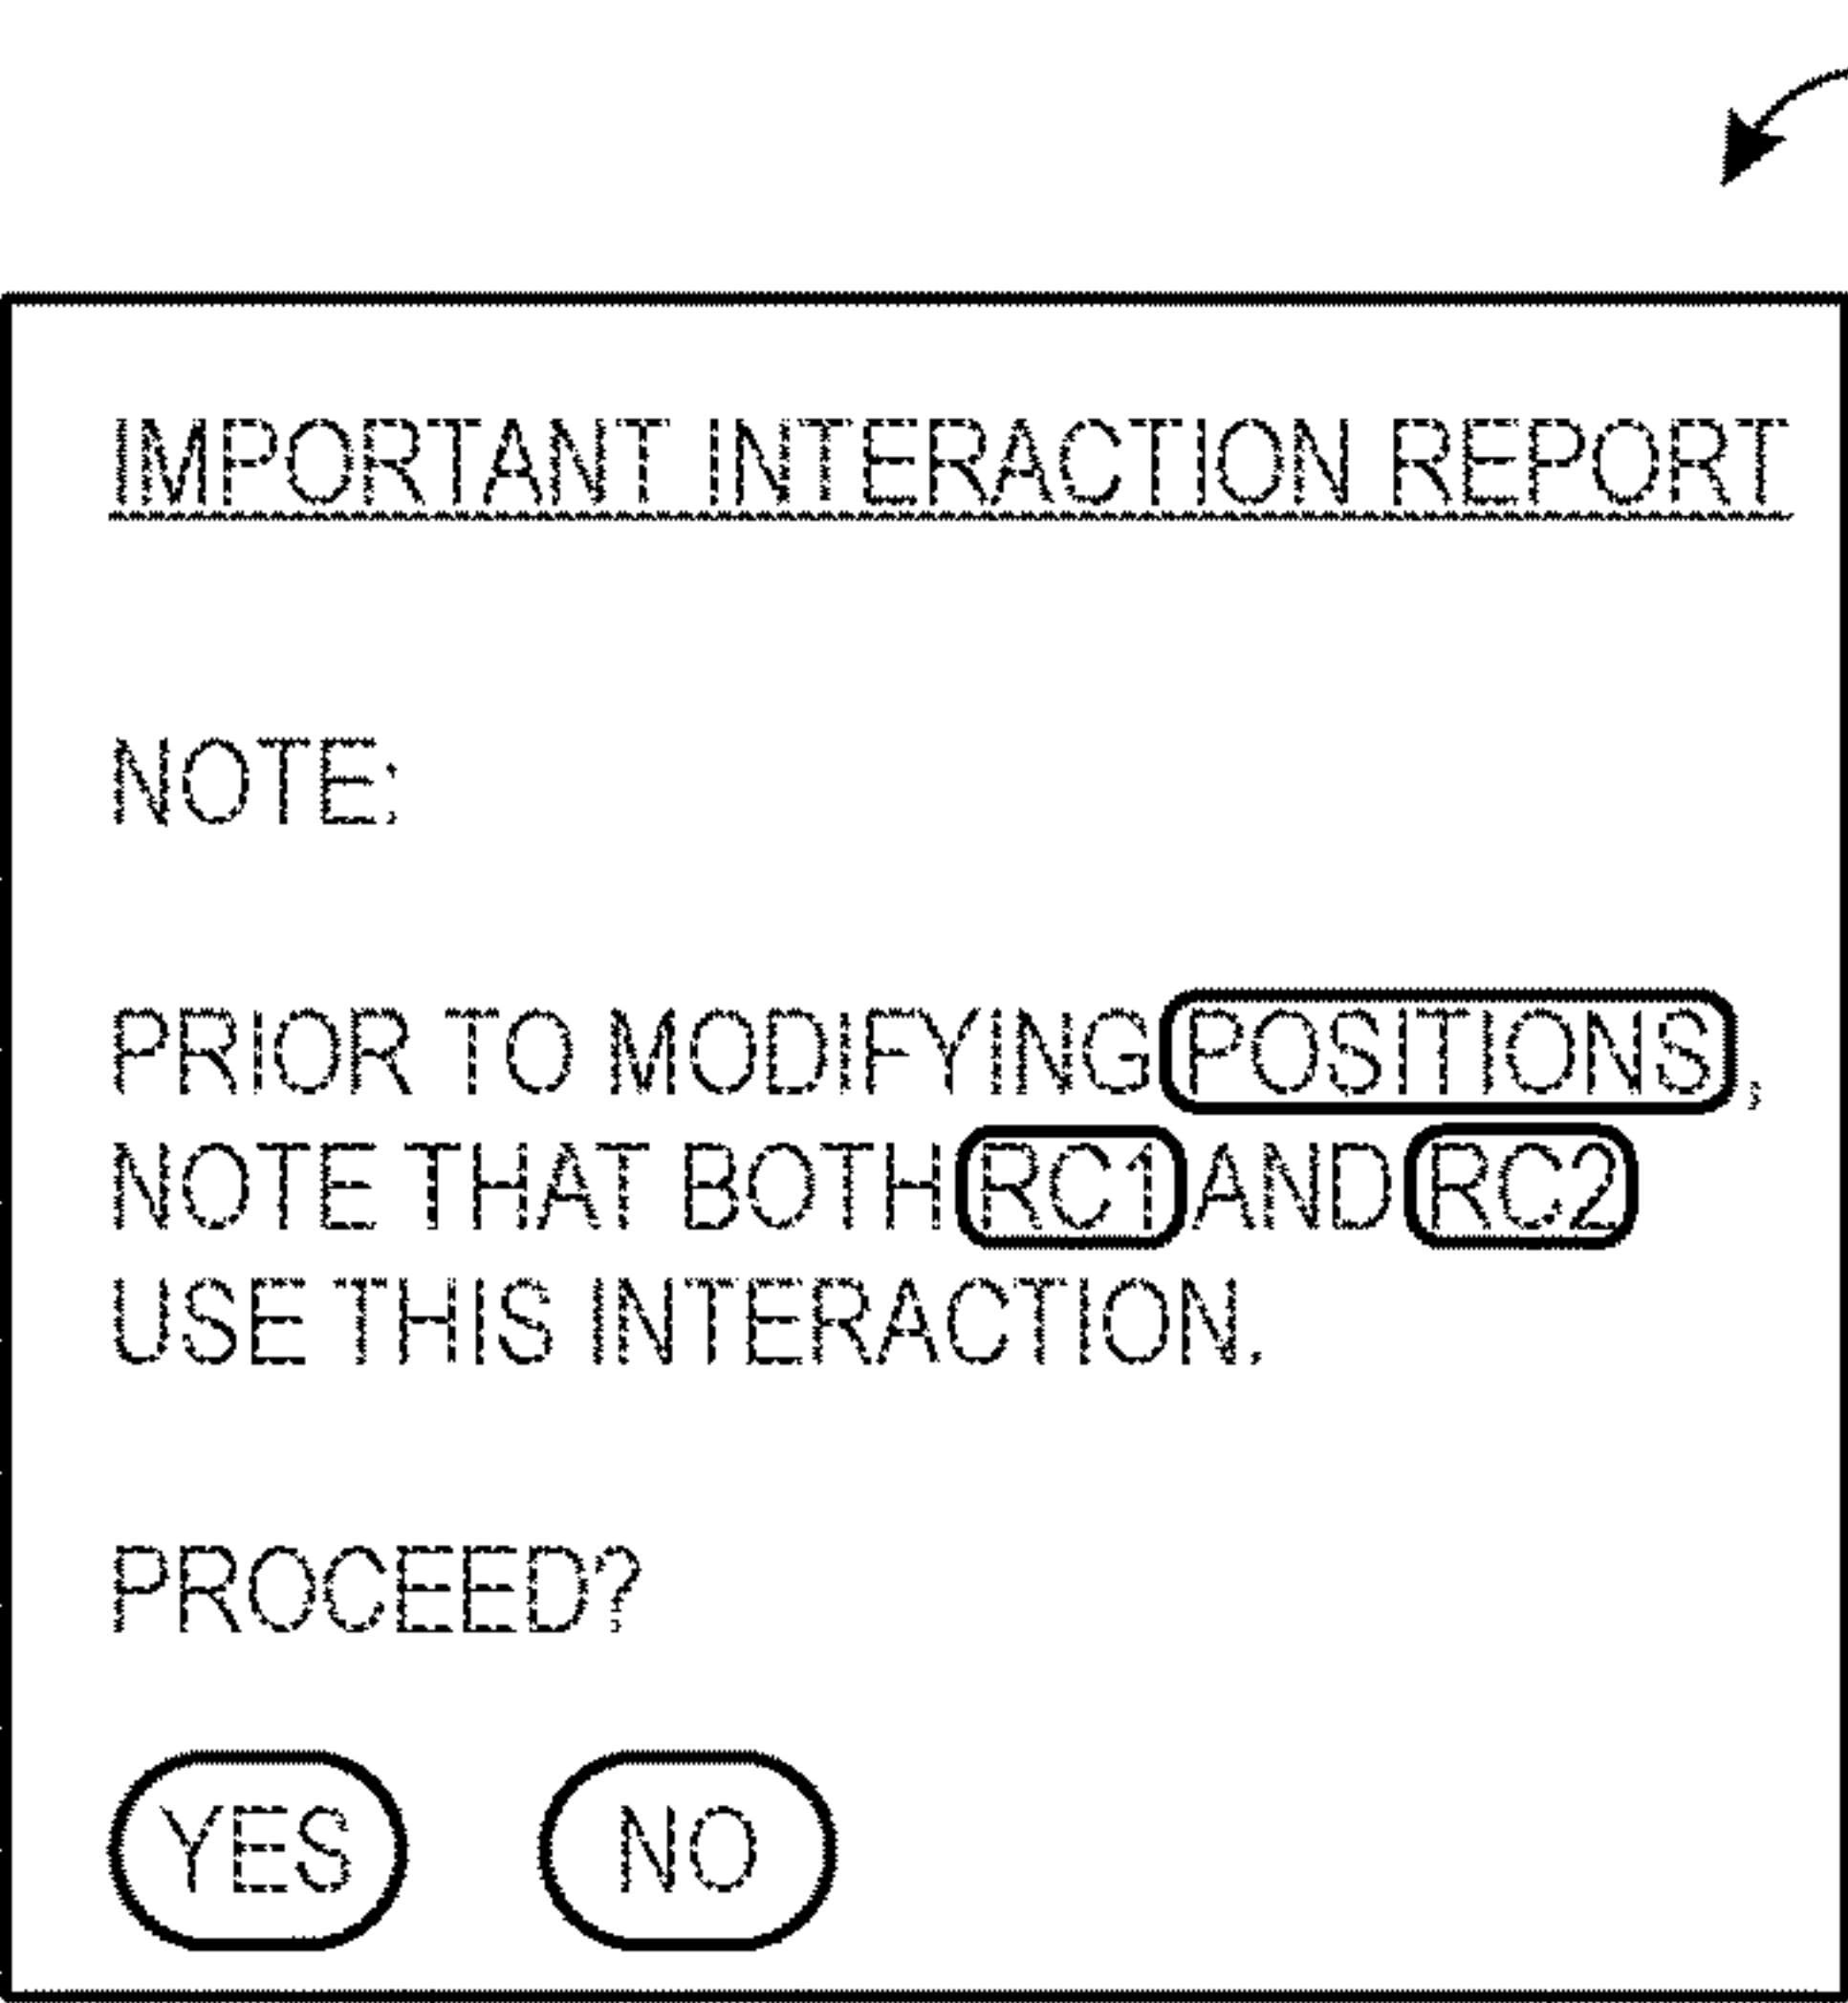 IMPORTANT INTERACTION REPORT
NOTE:
PRIOR TO MODIFYING POSITIONS,
NOTE THAT BOTH RC1 AND RC2
USE THIS INTERACTION.
PROCEED?
YES NO